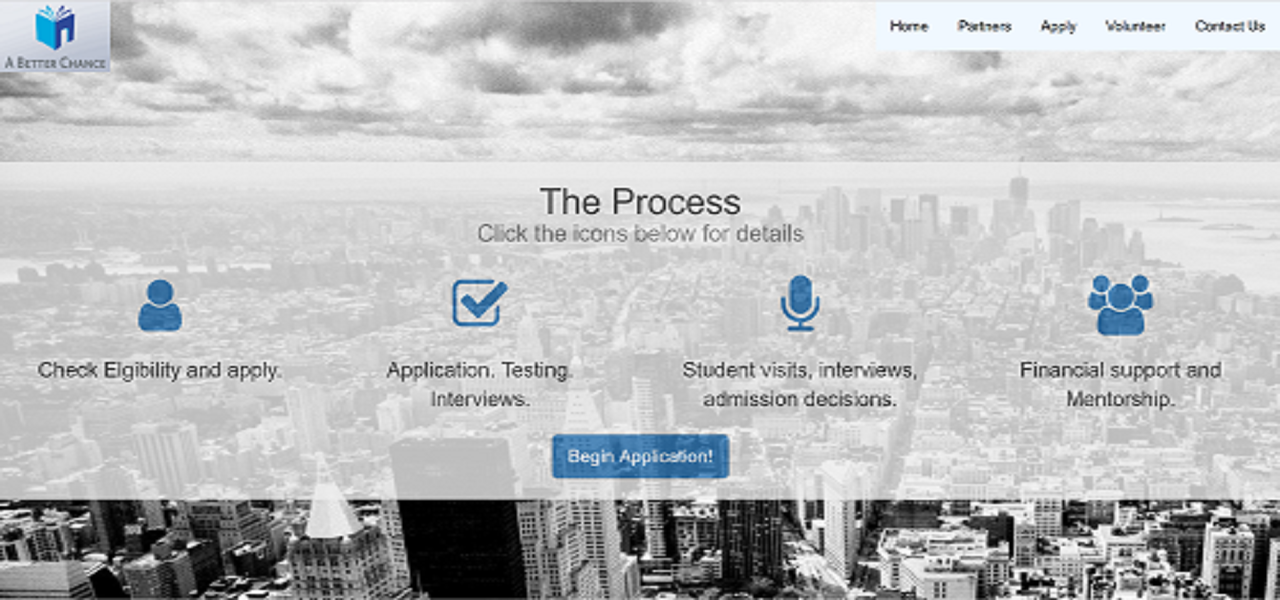 A BETTER CHANCE
Home Partners Apply Volunteer Contact Us
The Process
Click the icons below for details
Check Elgibility and apply.
Application. Testing.
Interviews.
Student visits, interviews,
admission decisions.
Financial support and
Mentorship.
Begin Application!